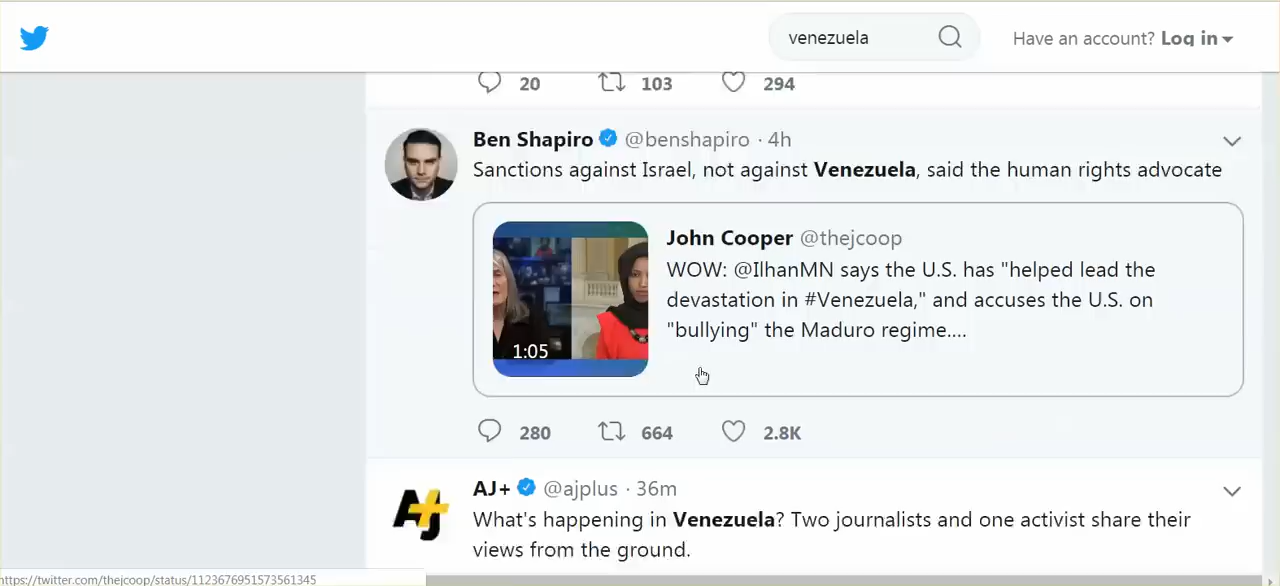 venezuela
Have an account? Log in
20 103 294
Ben Shapiro @benshapiro · 4h
Sanctions against Israel, not against Venezuela, said the human rights advocate
John Cooper @thejcoop
WOW: @IlhanMN says the U.S. has "helped lead the
devastation in #Venezuela," and accuses the U.S. on
"bullying" the Maduro regime....
1:05
280 664 2.8K
AJ+ @ajplus · 36m
What's happening in Venezuela? Two journalists and one activist share their
views from the ground.
https://twitter.com/thejcoop/status/1123676951573561345